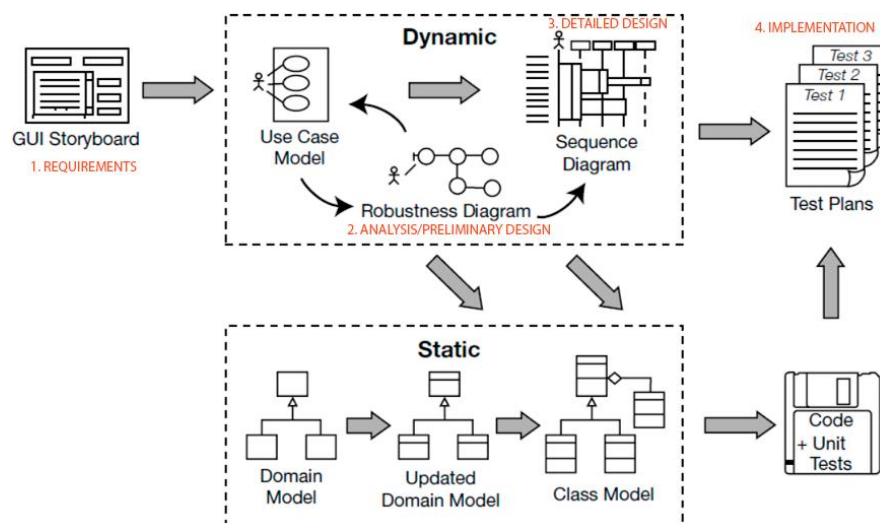 3. DETAILED DESIGN
4. IMPLEMENTATION
Dynamic
Test 3
Test 2
Test 1
GUI Storyboard
1. REQUIREMENTS
Use Case
Model
Sequence
Diagram
Robustness Diagram
2. ANALYSIS/PRELIMINARY DESIGN
Test Plans
Static
Domain
Model
Updated
Domain Model
Class Model
Code
+ Unit
Tests